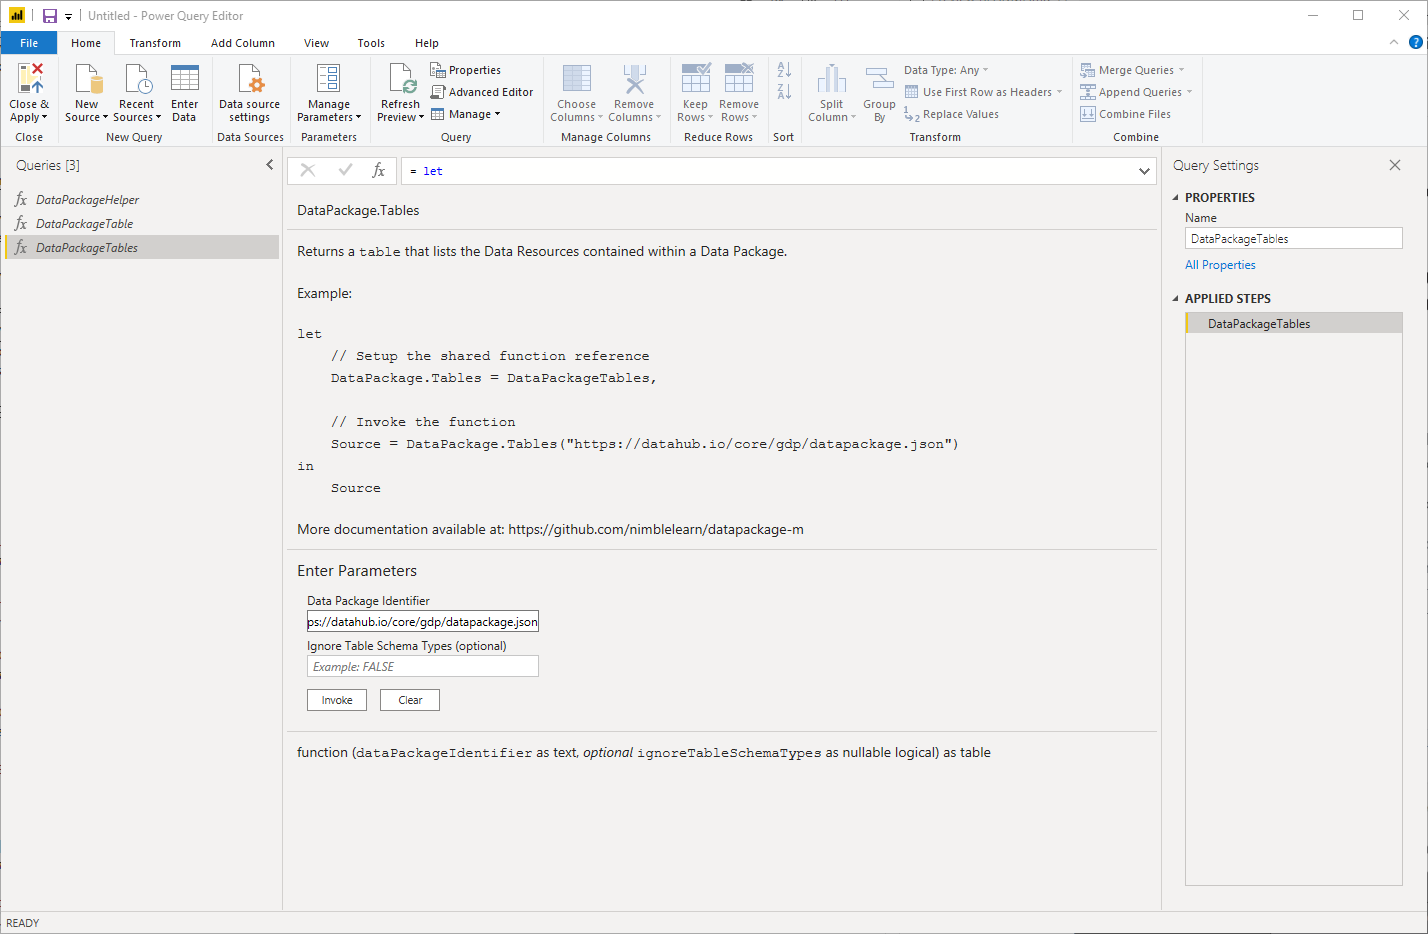 Untitled - Power Query Editor
File Home Transform Add Column View Tools Help
Close & Apply
New Source
Recent Sources
Enter Data
Data source settings
Manage Parameters
Refresh Preview
Properties
Advanced Editor
Manage
Choose Columns
Remove Columns
Keep Rows
Remove Rows
Split Column
Group By
Data Type: Any
Use First Row as Headers
Replace Values
Merge Queries
Append Queries
Combine Files
Close New Query Data Sources Parameters Query Manage Columns Reduce Rows Sort Transform Combine
Queries [3]
DataPackageHelper
DataPackageTable
DataPackageTables
fx = let
DataPackage.Tables
Returns a table that lists the Data Resources contained within a Data Package.
Example:
let
// Setup the shared function reference
DataPackage.Tables = DataPackageTables,
// Invoke the function
Source = DataPackage.Tables("https://datahub.io/core/gdp/datapackage.json")
in
Source
More documentation available at: https://github.com/nimblelearn/datapackage-m
Enter Parameters
Data Package Identifier
ps://datahub.io/core/gdp/datapackage.json
Ignore Table Schema Types (optional)
Example: FALSE
Invoke Clear
function (dataPackageIdentifier as text, optional ignoreTableSchemaTypes as nullable logical) as table
Query Settings
PROPERTIES
Name
DataPackageTables
All Properties
APPLIED STEPS
DataPackageTables
READY